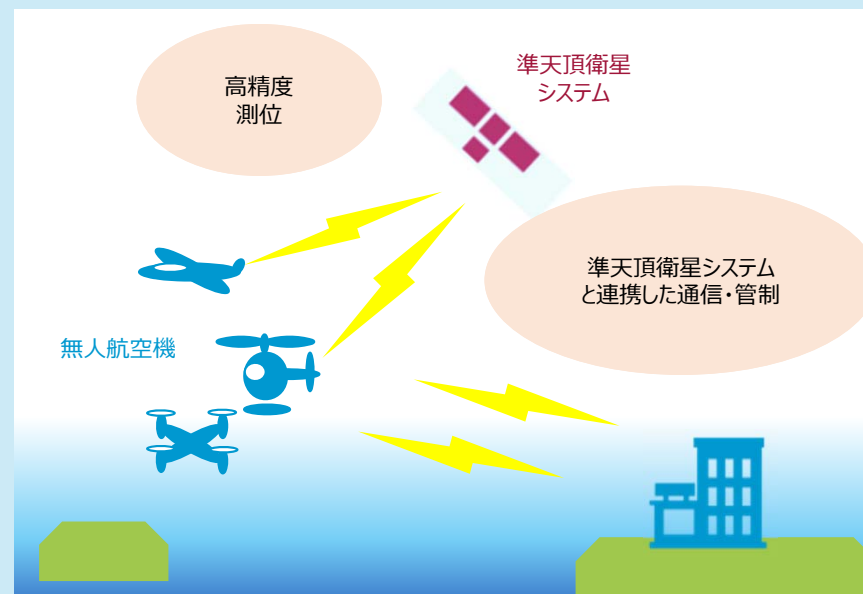 高精度
測位
準天頂衛星
システム
準天頂衛星システム
と連携した通信・管制
無人航空機